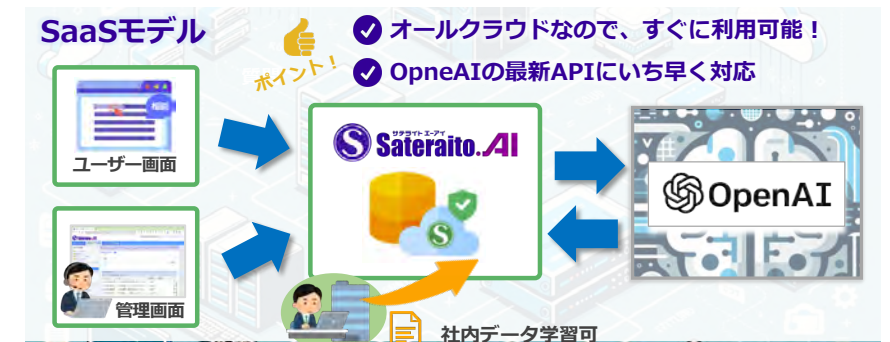 SaaSモデル
ポイント！
オールクラウドなので、すぐに利用可能！
OpneAIの最新APIにいち早く対応
ユーザー画面
管理画面
サテライト エーアイ
Sateraito.AI
S
OpenAI
社内データ学習可